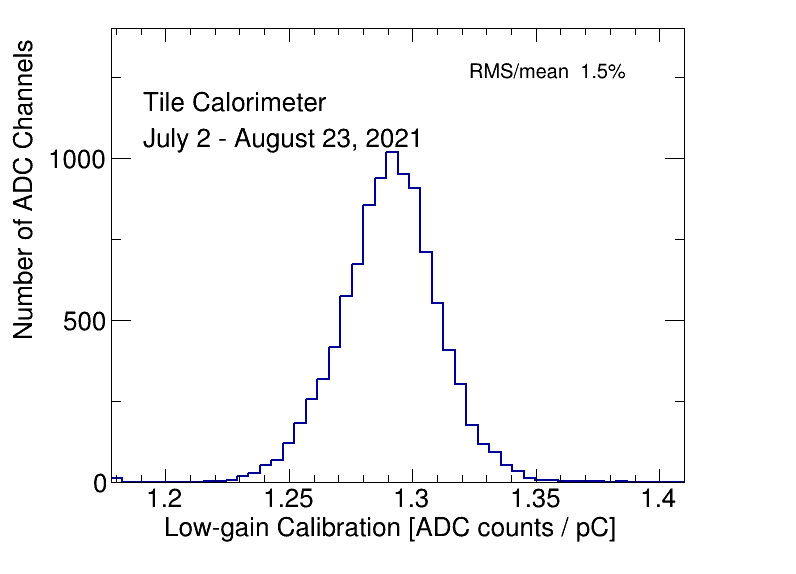 RMS/mean 1.5%
Tile Calorimeter
July 2 - August 23, 2021
Number of ADC Channels
1000
500
0
1.2 1.25 1.3 1.35 1.4
Low-gain Calibration [ADC counts / pC]